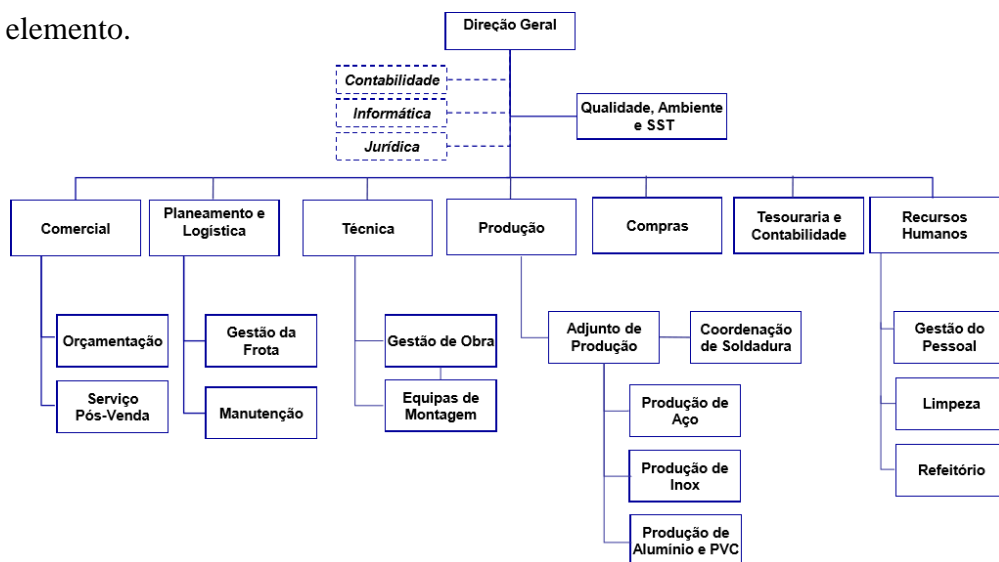 elemento.
Direção Geral
Contabilidade
Informática
Jurídica
Qualidade, Ambiente
e SST
Comercial
Planeamento e
Logística
Técnica
Produção
Compras
Tesouraria e
Contabilidade
Recursos
Humanos
Orçamentação
Serviço
Pós-Venda
Gestão da
Frota
Manutenção
Gestão de Obra
Equipas de
Montagem
Adjunto de
Produção
Coordenação
de Soldadura
Produção de
Aço
Produção de
Inox
Produção de
Alumínio e PVC
Gestão do
Pessoal
Limpeza
Refeitório